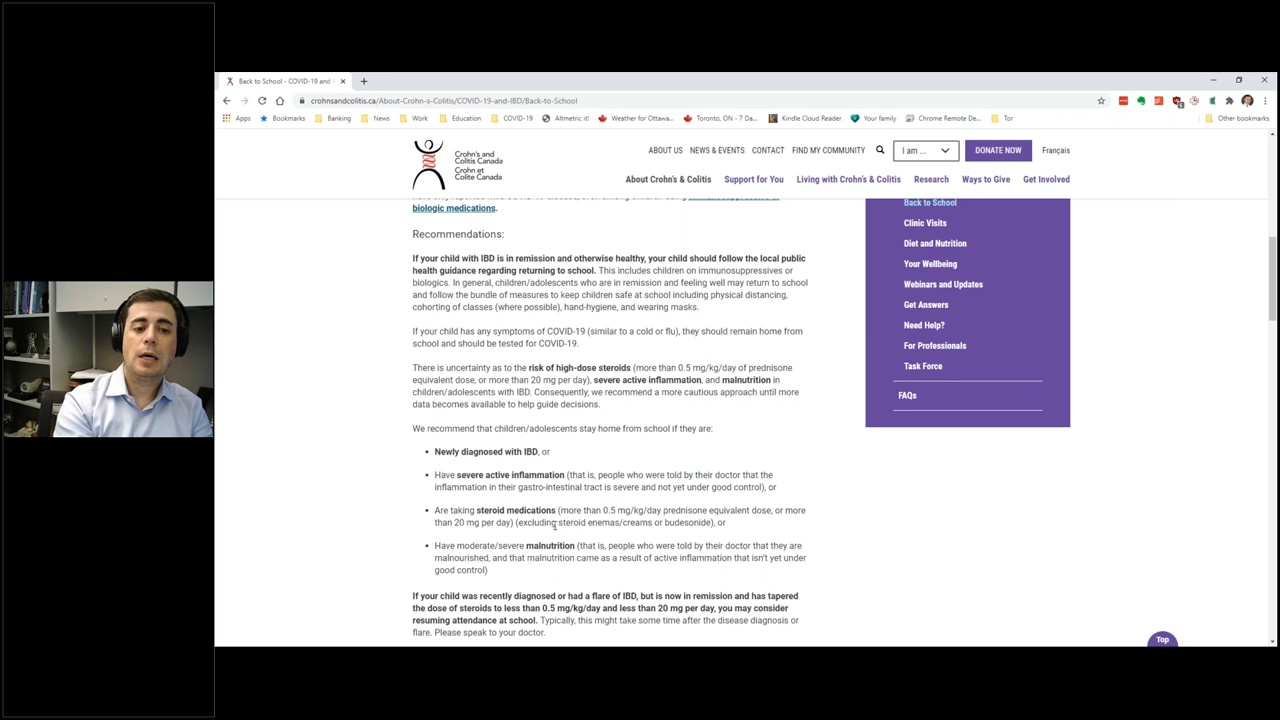 Back to School - COVID-19 and
crohnsandcolitis.ca/About-Crohn-s-Colitis/COVID-19-and-IBD/Back-to-School
Apps Bookmarks Banking News Work Education COVID-19 Altmetric it! Weather for Ottawa... Toronto, ON - 7 Da... Kindle Cloud Reader Your family Chrome Remote De... Tor Other bookmarks
Crohn's and
Colitis Canada
Crohn et
Colite Canada
ABOUT US NEWS & EVENTS CONTACT FIND MY COMMUNITY I am ... DONATE NOW Français
About Crohn's & Colitis Support for You Living with Crohn's & Colitis Research Ways to Give Get Involved
biologic medications.
Recommendations:
If your child with IBD is in remission and otherwise healthy, your child should follow the local public
health guidance regarding returning to school. This includes children on immunosuppressives or
biologics. In general, children/adolescents who are in remission and feeling well may return to school
and follow the bundle of measures to keep children safe at school including physical distancing,
cohorting of classes (where possible), hand-hygiene, and wearing masks.
If your child has any symptoms of COVID-19 (similar to a cold or flu), they should remain home from
school and should be tested for COVID-19.
There is uncertainty as to the risk of high-dose steroids (more than 0.5 mg/kg/day of prednisone
equivalent dose, or more than 20 mg per day), severe active inflammation, and malnutrition in
children/adolescents with IBD. Consequently, we recommend a more cautious approach until more
data becomes available to help guide decisions.
We recommend that children/adolescents stay home from school if they are:
• Newly diagnosed with IBD, or
• Have severe active inflammation (that is, people who were told by their doctor that the
inflammation in their gastro-intestinal tract is severe and not yet under good control), or
• Are taking steroid medications (more than 0.5 mg/kg/day prednisone equivalent dose, or more
than 20 mg per day) (excluding steroid enemas/creams or budesonide), or
• Have moderate/severe malnutrition (that is, people who were told by their doctor that they are
malnourished, and that malnutrition came as a result of active inflammation that isn't yet under
good control)
If your child was recently diagnosed or had a flare of IBD, but is now in remission and has tapered
the dose of steroids to less than 0.5 mg/kg/day and less than 20 mg per day, you may consider
resuming attendance at school. Typically, this might take some time after the disease diagnosis or
flare. Please speak to your doctor.
Back to School
Clinic Visits
Diet and Nutrition
Your Wellbeing
Webinars and Updates
Get Answers
Need Help?
For Professionals
Task Force
FAQs
Top